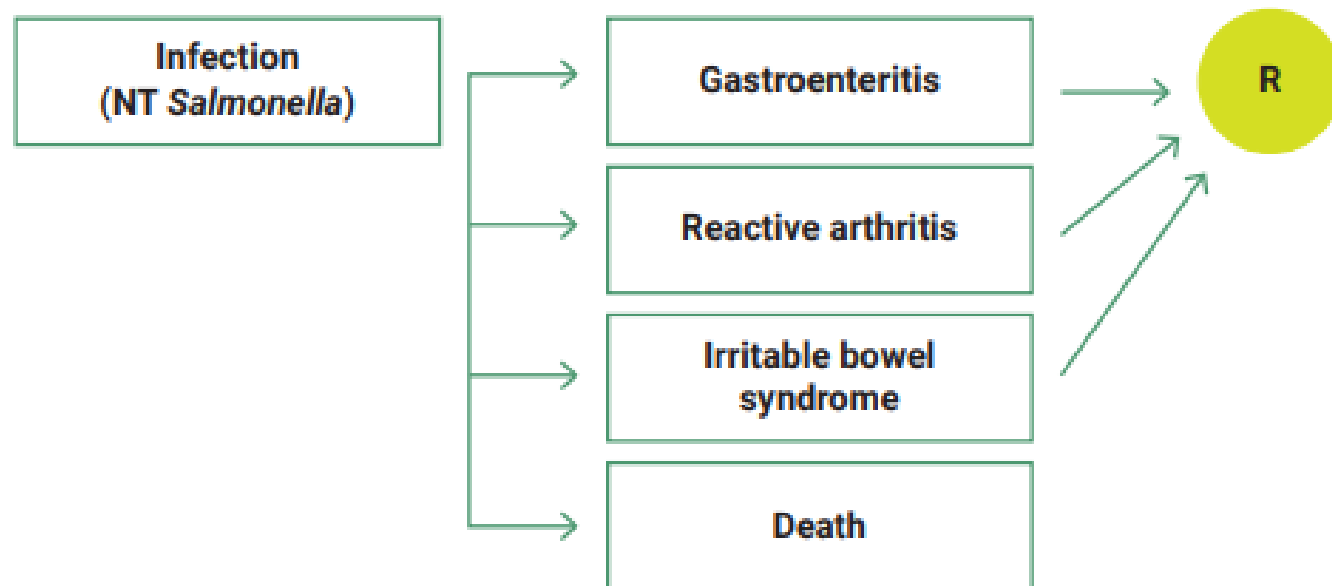 Infection
(NT Salmonella)
Gastroenteritis
R
Reactive arthritis
Irritable bowel
syndrome
Death